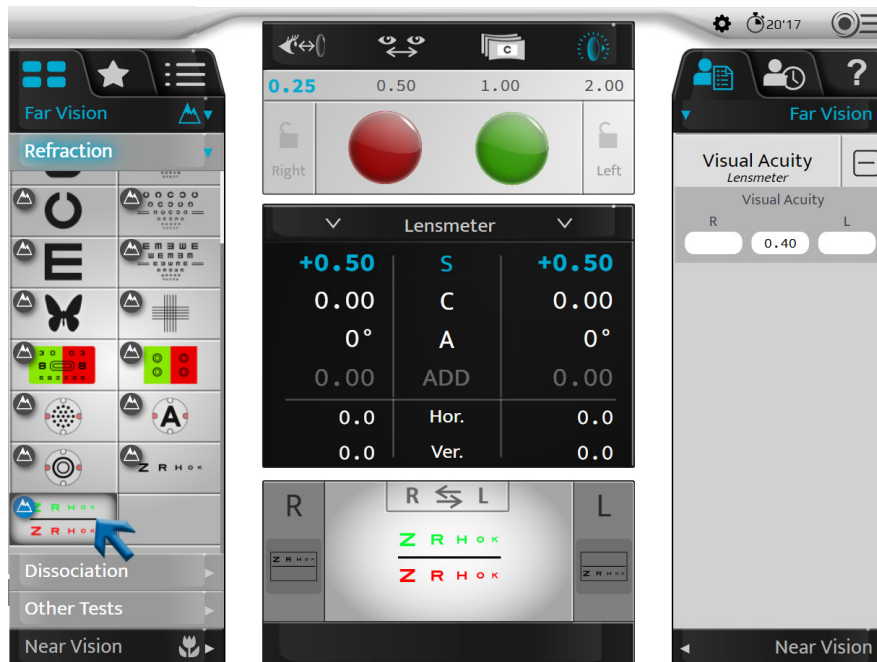 20'17
Far Vision
Refraction
E
A
Z R H O K
Z R H O K
Z R H O K
Dissociation
Other Tests
Near Vision
C
0.25 0.50 1.00 2.00
Right Left
Lensmeter
+0.50 S +0.50
0.00 C 0.00
0° A 0°
0.00 ADD 0.00
0.0 Hor. 0.0
0.0 Ver. 0.0
R R L L
Z R H O K
Z R H O K
Z R H O K
Z R H O K
?
Far Vision
Visual Acuity
Lensmeter
Visual Acuity
R L
0.40
Near Vision